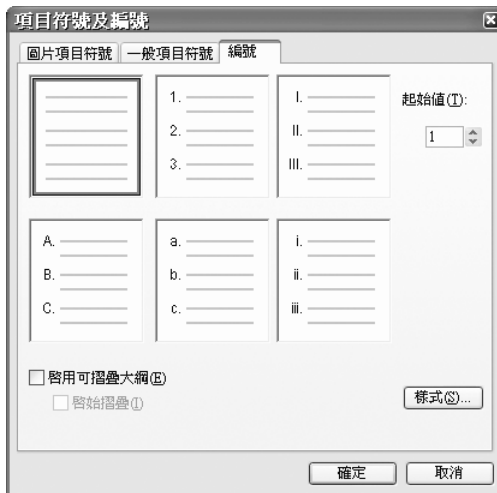 項目符號及編號
圖片項目符號 一般項目符號 編號
1.
2.
3.
I.
II.
III.
起始值(T):
1
A.
B.
C.
a.
b.
c.
i.
ii.
iii.
啓用可摺疊大綱(E)
啓始摺疊(I)
樣式(S)...
確定 取消